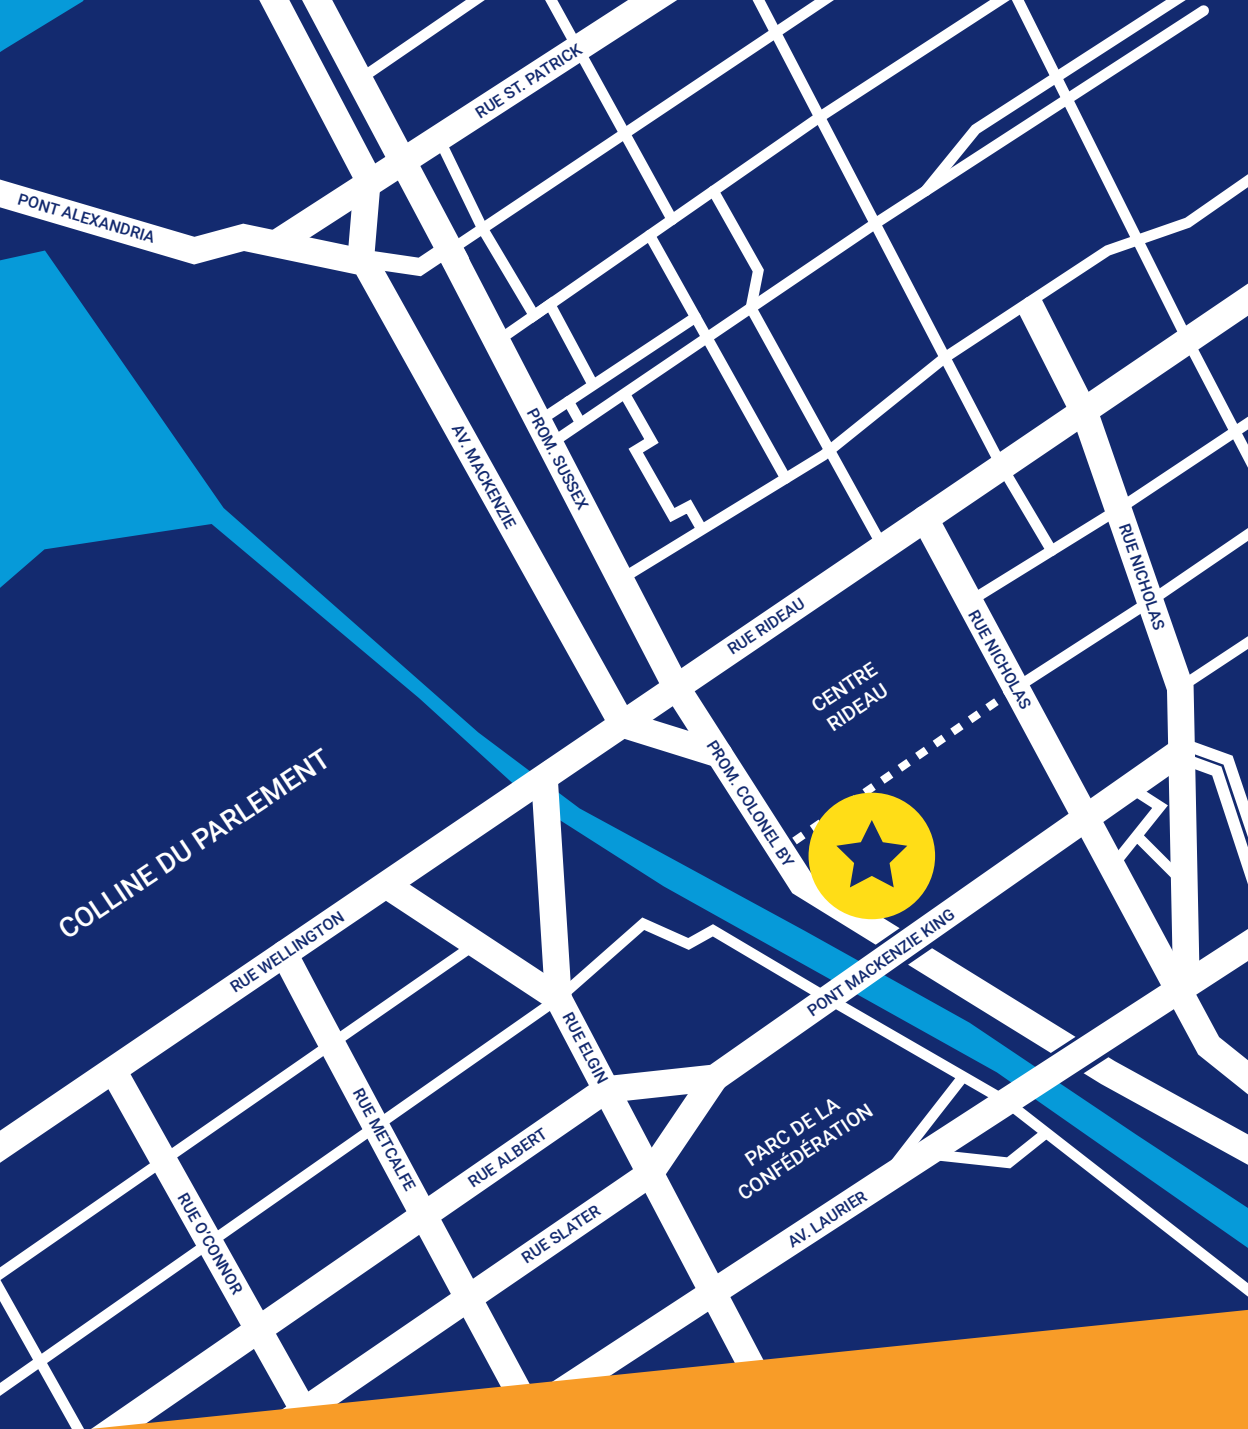 RUE ST. PATRICK
PONT ALEXANDRIA
AV. MACKENZIE
PROM. SUSSEX
RUE NICHOLAS
RUE RIDEAU
RUE NICHOLAS
CENTRE
RIDEAU
PROM. COLONEL BY
COLLINE DU PARLEMENT
RUE WELLINGTON
PONT MACKENZIE KING
RUE ELGIN
RUE METCALFE
PARC DE LA
CONFÉDÉRATION
RUE ALBERT
RUE O'CONNOR
RUE SLATER
AV. LAURIER